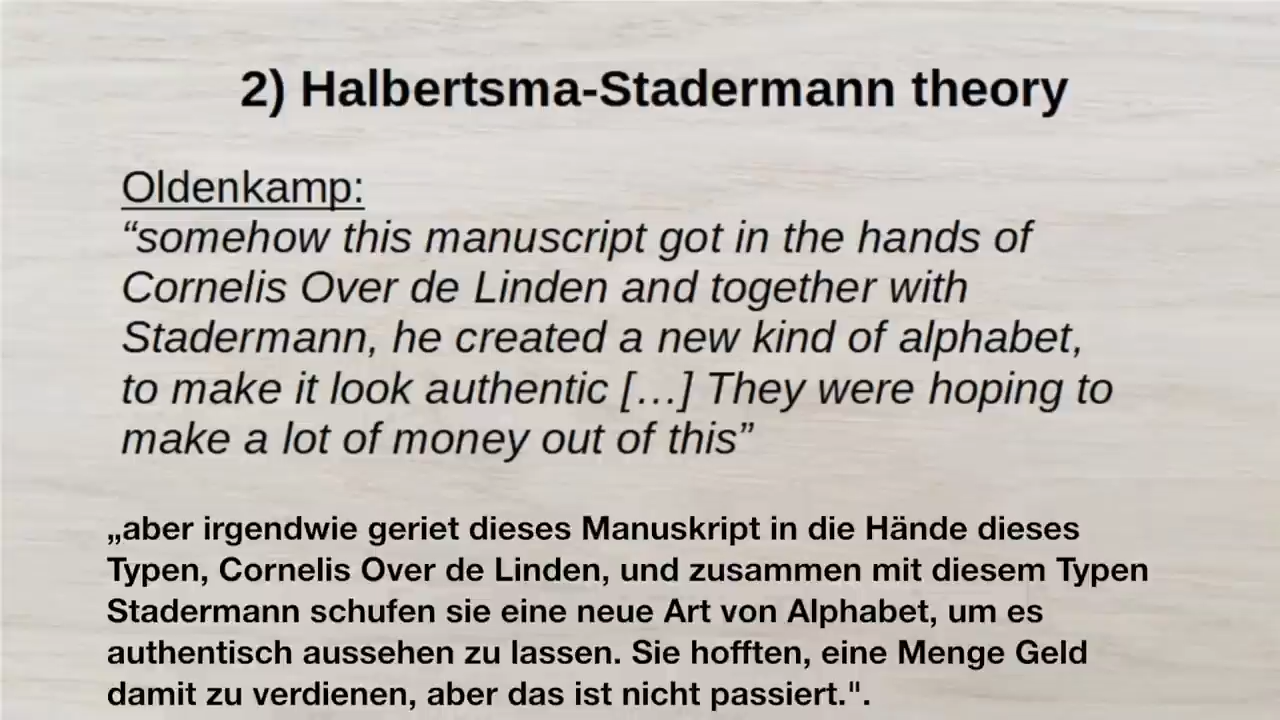 2) Halbertsma-Stadermann theory
Oldenkamp:
“somehow this manuscript got in the hands of
Cornelis Over de Linden and together with
Stadermann, he created a new kind of alphabet,
to make it look authentic […] They were hoping to
make a lot of money out of this”
„aber irgendwie geriet dieses Manuskript in die Hände dieses
Typen, Cornelis Over de Linden, und zusammen mit diesem Typen
Stadermann schufen sie eine neue Art von Alphabet, um es
authentisch aussehen zu lassen. Sie hofften, eine Menge Geld
damit zu verdienen, aber das ist nicht passiert.".